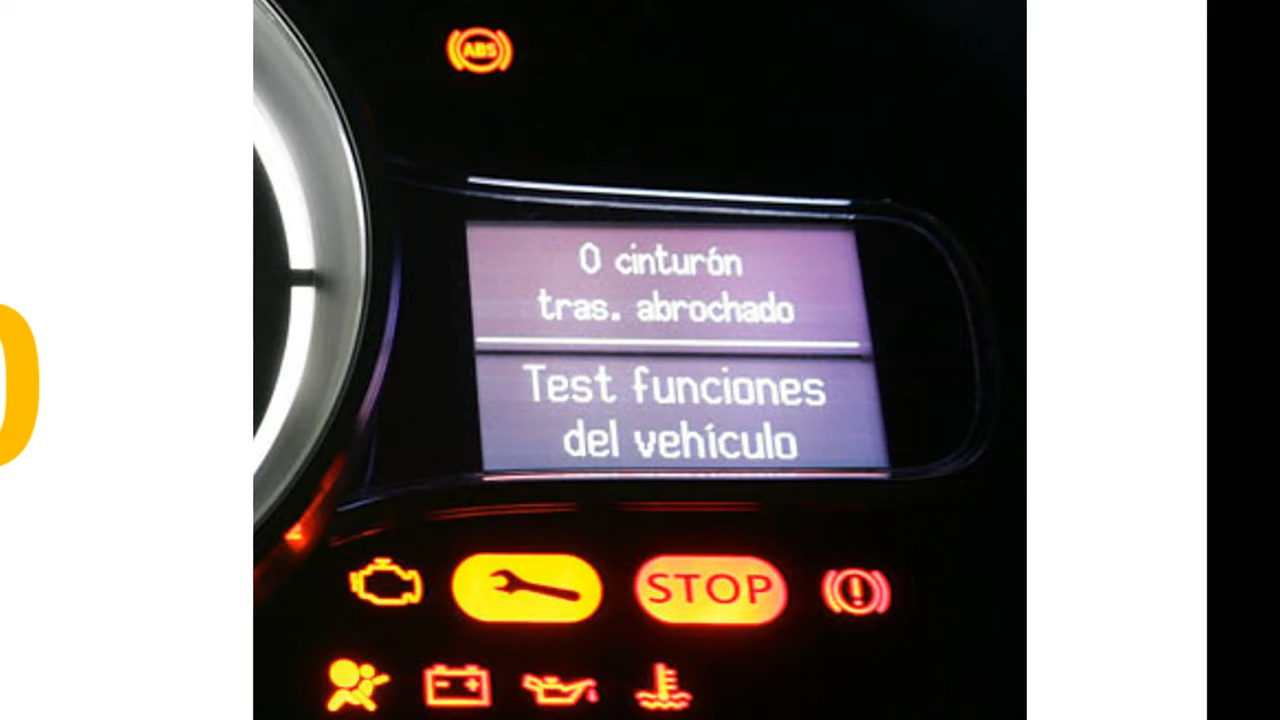 ABS
0 cinturón
tras. abrochado
Test funciones
del vehículo
STOP